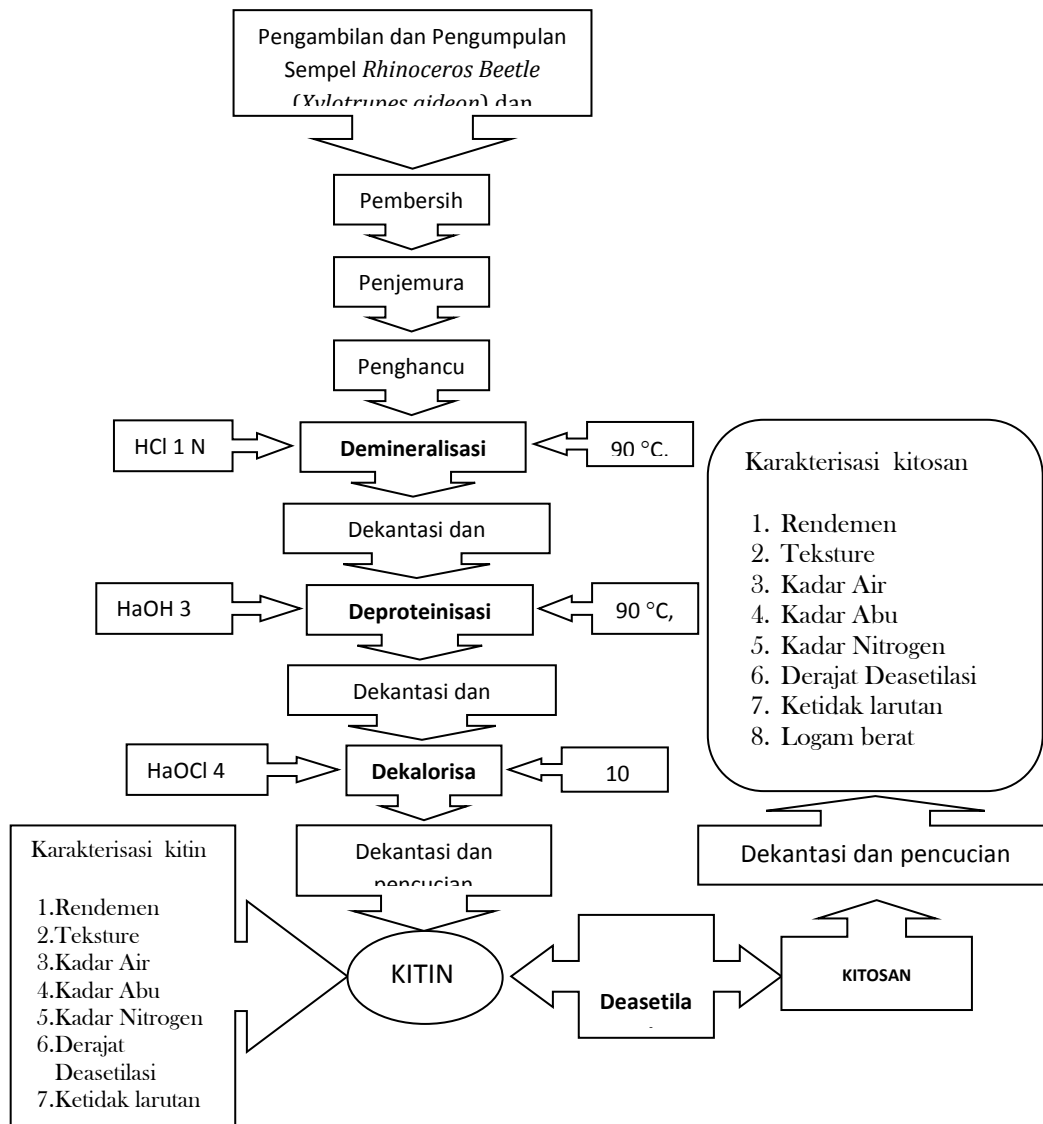 Pengambilan dan Pengumpulan
Sempel Rhinoceros Beetle
(Xylotrupes gideon) dan
Pembersih
Penjemura
Penghancu
HCl 1 N
Demineralisasi
90 °C.
Dekantasi dan
HaOH 3
Deproteinisasi
90 °C,
Dekantasi dan
HaOCl 4
Dekalorisa
10
Dekantasi dan
pencucian
KITIN
Karakterisasi kitin
1.Rendemen
2.Teksture
3.Kadar Air
4.Kadar Abu
5.Kadar Nitrogen
6.Derajat
Deasetilasi
7.Ketidak larutan
Deasetila
KITOSAN
Dekantasi dan pencucian
Karakterisasi kitosan
1. Rendemen
2. Teksture
3. Kadar Air
4. Kadar Abu
5. Kadar Nitrogen
6. Derajat Deasetilasi
7. Ketidak larutan
8. Logam berat